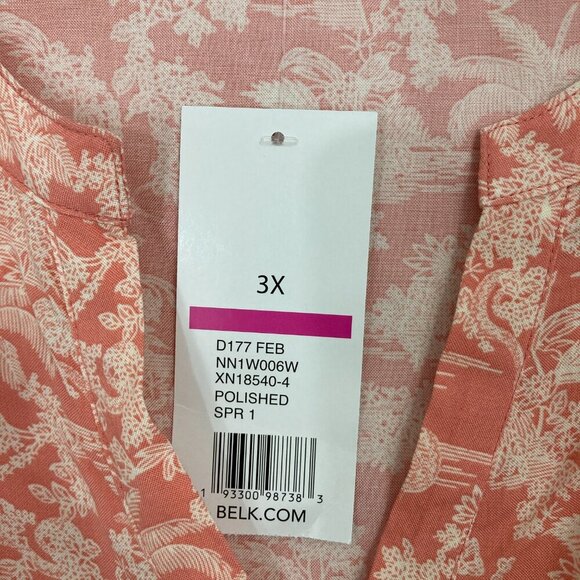 3X
D177 FEB
NN1W006W
XN18540-4
POLISHED
SPR 1
1 93300 98738 3
BELK.COM